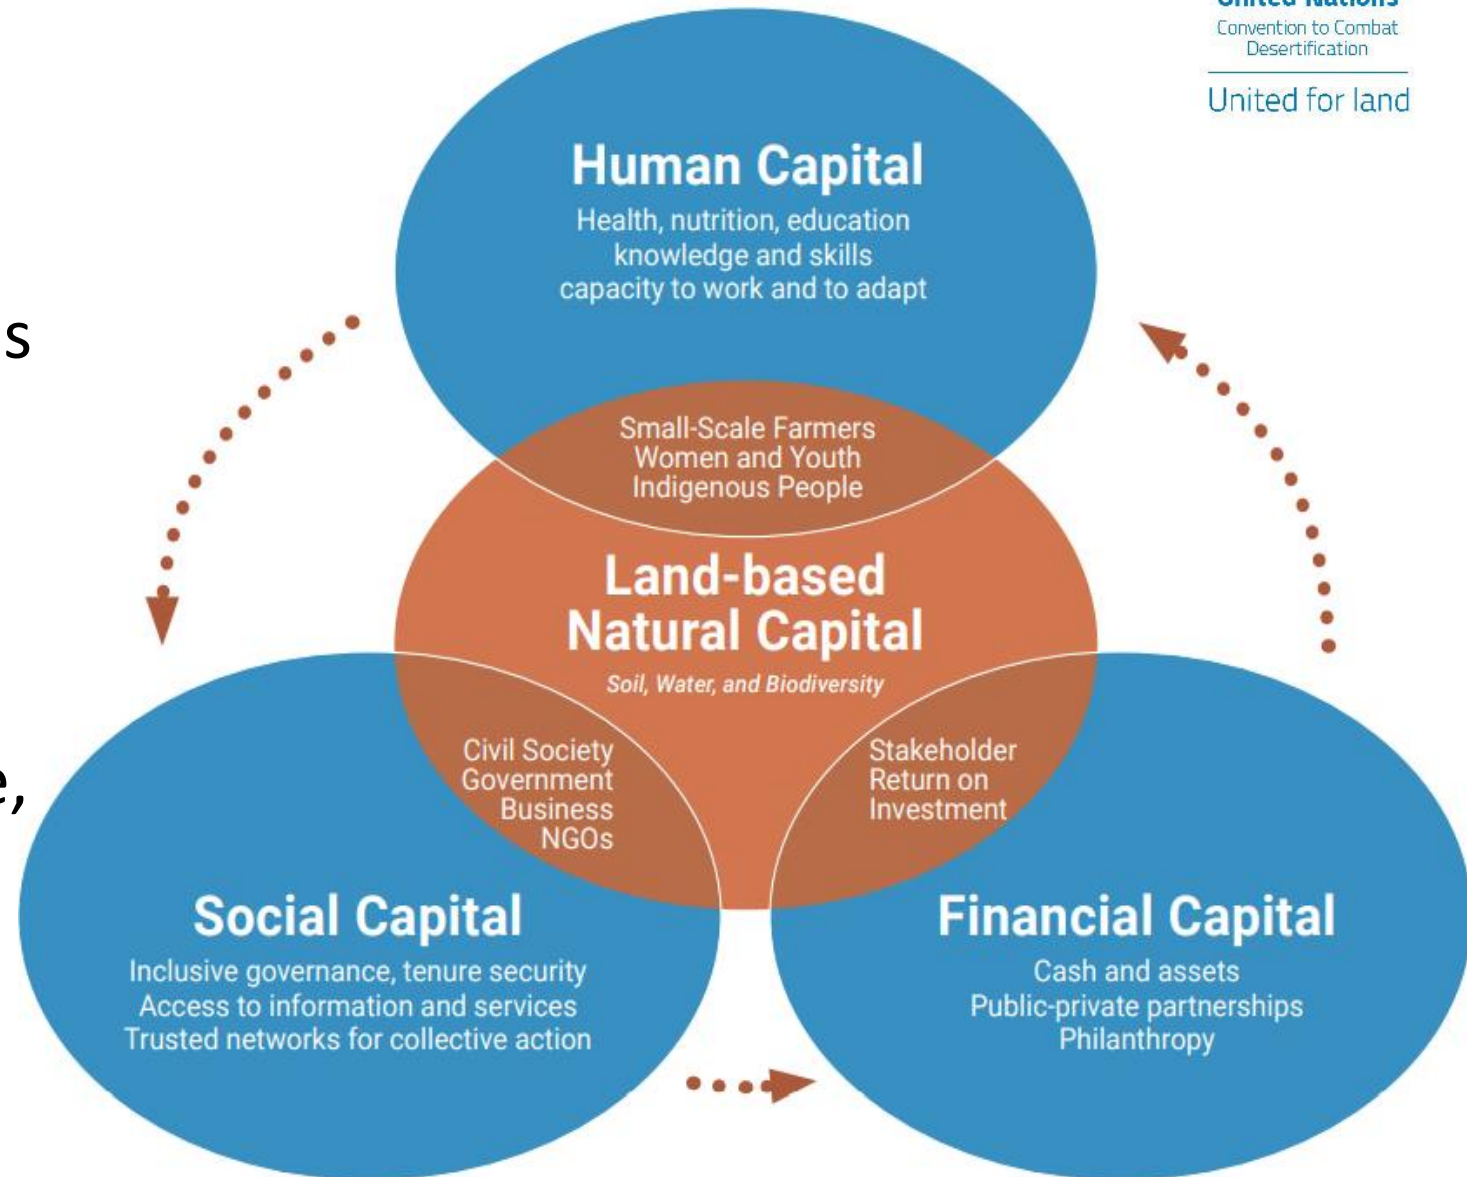 United Nations
Convention to Combat
Desertification
United for land
Human Capital
Health, nutrition, education
knowledge and skills
capacity to work and to adapt
s
Small-Scale Farmers
Women and Youth
Indigenous People
Land-based
Natural Capital
Soil, Water, and Biodiversity
e,
Civil Society
Government
Business
NGOs
Stakeholder
Return on
Investment
Social Capital
Inclusive governance, tenure security
Access to information and services
Trusted networks for collective action
Financial Capital
Cash and assets
Public-private partnerships
Philanthropy